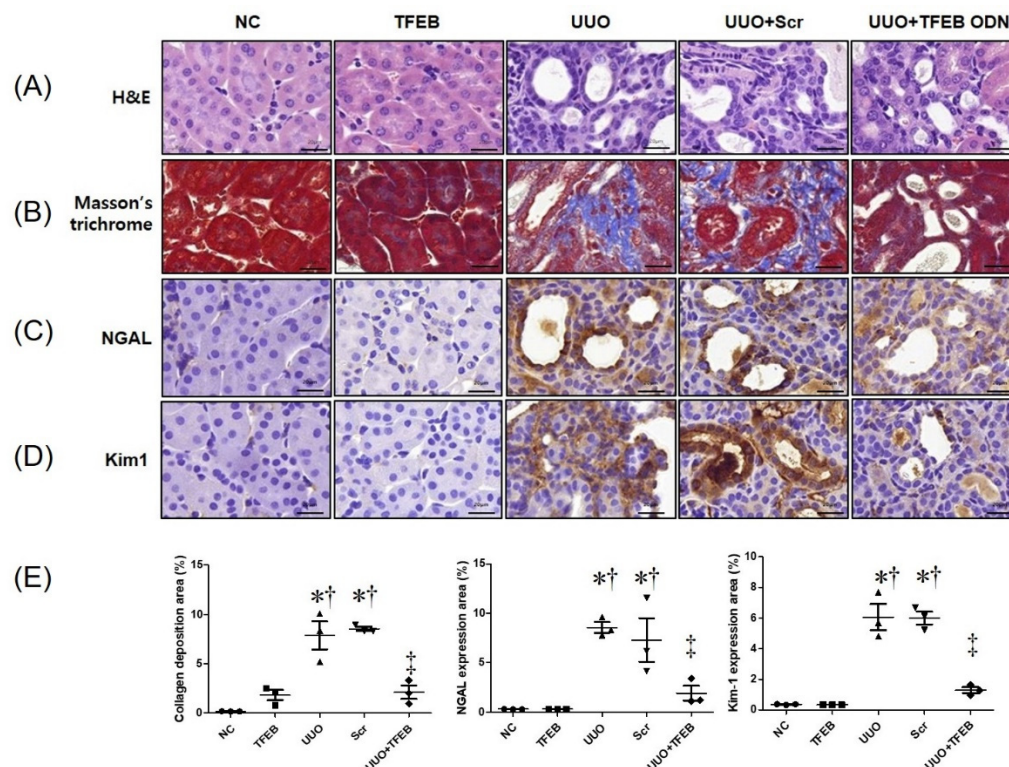 NC TFEB UUO UUO+Scr UUO+TFEB ODN
(A) H&E
(B) Masson's
trichrome
(C) NGAL
(D) Kim1
(E)
Collagen deposition area (%)
15
10
5
0
*† *† ‡
NC TFEB UUO Scr UUO+TFEB
NGAL expression area (%)
15
10
5
0
*† *† ‡
NC TFEB UUO Scr UUO+TFEB
Kim-1 expression area (%)
10
8
6
4
2
0
*† *† ‡
NC TFEB UUO Scr UUO+TFEB